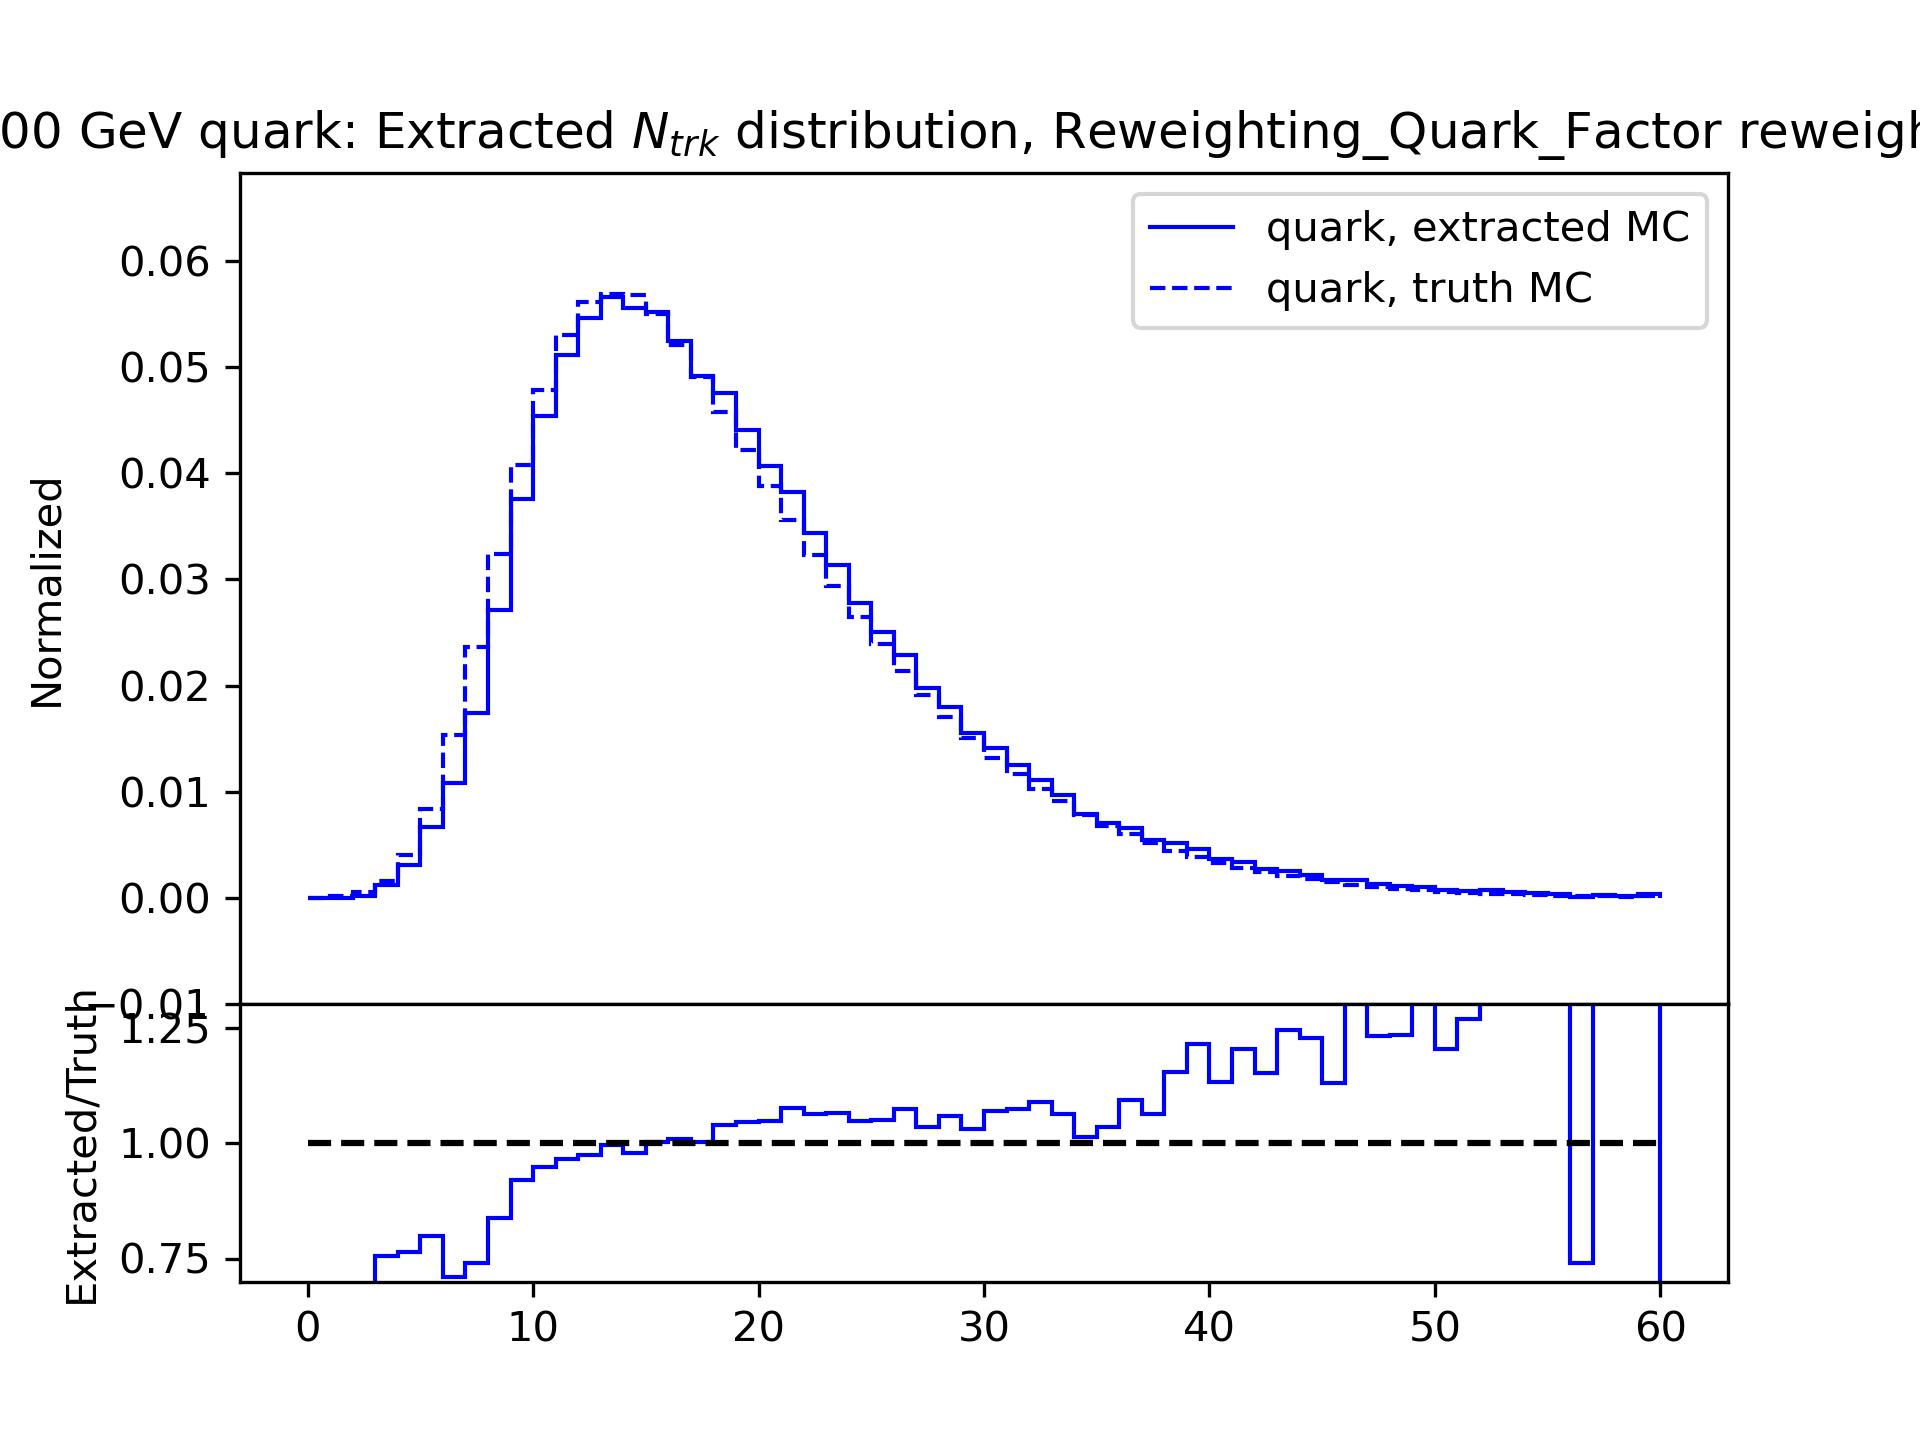 00 GeV quark: Extracted N_{trk} distribution, Reweighting_Quark_Factor reweigh
quark, extracted MC
quark, truth MC
Normalized
0.06
0.05
0.04
0.03
0.02
0.01
0.00
−0.01
Extracted/Truth
1.25
1.00
0.75
0 10 20 30 40 50 60